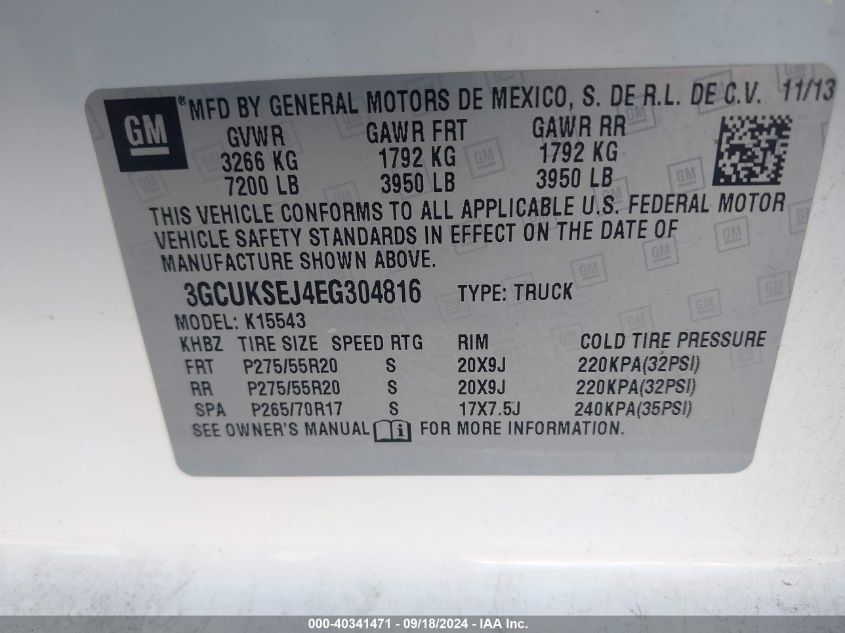 GM ® MFD BY GENERAL MOTORS DE MEXICO, S. DE R.L. DE C.V. 11/13
GVWR GAWR FRT GAWR RR
3266 KG 1792 KG 1792 KG
7200 LB 3950 LB 3950 LB
THIS VEHICLE CONFORMS TO ALL APPLICABLE U.S. FEDERAL MOTOR
VEHICLE SAFETY STANDARDS IN EFFECT ON THE DATE OF
MANUFACTURE SHOWN ABOVE.
3GCUKSEJ4EG304816 TYPE: TRUCK
MODEL: K15543
KHBZ TIRE SIZE SPEED RTG RIM COLD TIRE PRESSURE
FRT P275/55R20 S 20X9J 220KPA(32PSI)
RR P275/55R20 S 20X9J 220KPA(32PSI)
SPA P265/70R17 S 17X7.5J 240KPA(35PSI)
SEE OWNER'S MANUAL FOR MORE INFORMATION.
000-40341471 - 09/18/2024 - IAA Inc.